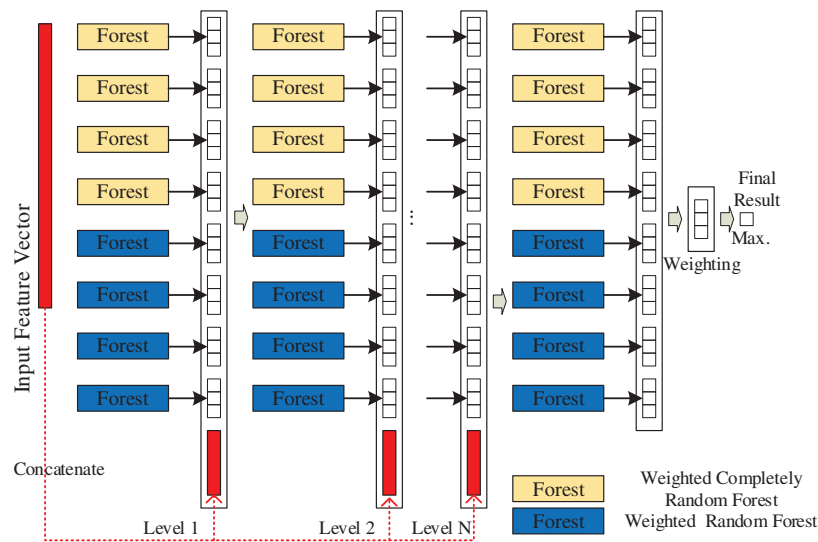 Forest Forest Forest
Forest Forest Forest
Forest Forest Forest
Forest Forest Forest
Forest Forest Forest
Forest Forest Forest
Forest Forest Forest
Forest Forest Forest
Input Feature Vector
...
Final
Result
Max.
Weighting
Concatenate
Level 1
Level 2
Level N
Forest
Weighted Completely
Random Forest
Forest
Weighted Random Forest